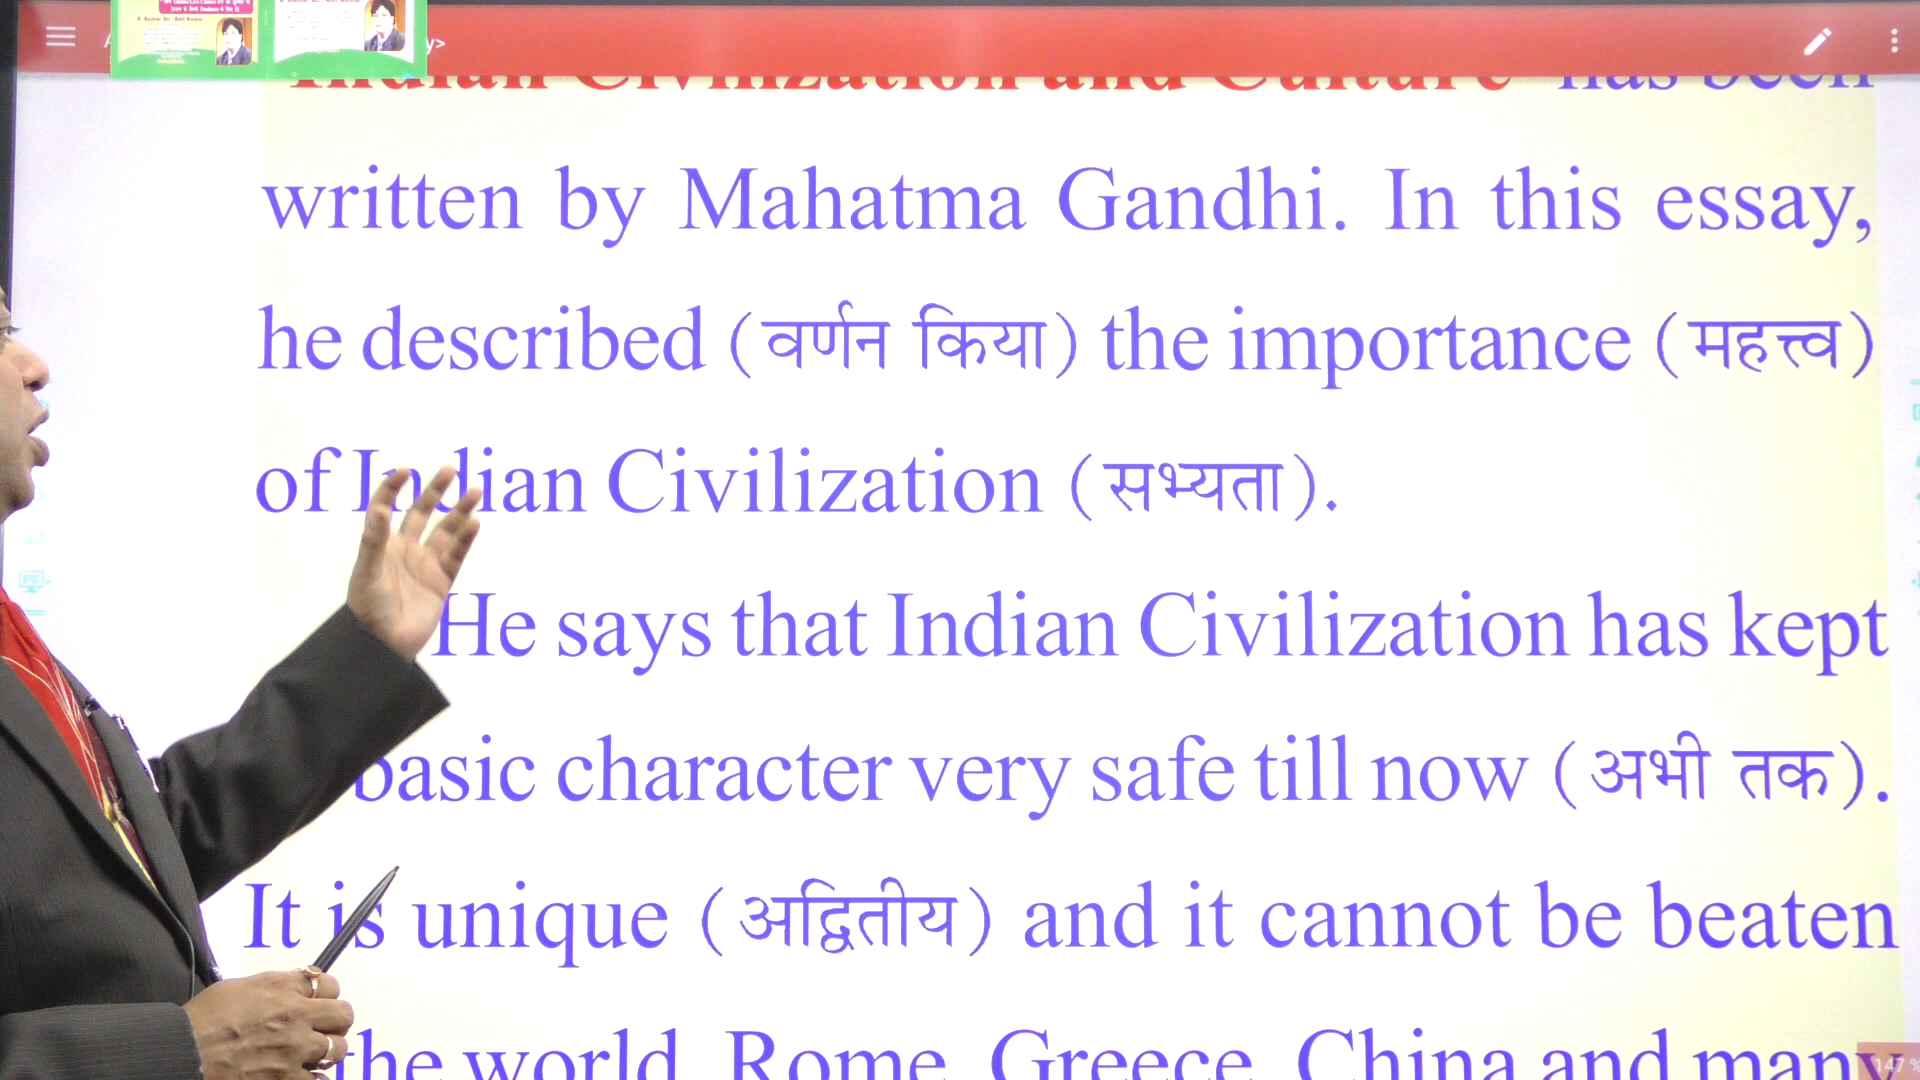 Indian Civilization and Culture has been
written by Mahatma Gandhi. In this essay,
he described (वर्णन किया) the importance (महत्त्व)
of Indian Civilization (सभ्यता).
He says that Indian Civilization has kept
basic character very safe till now (अभी तक).
It is unique (अद्वितीय) and it cannot be beaten
the world. Rome, Greece, China and many
147 %